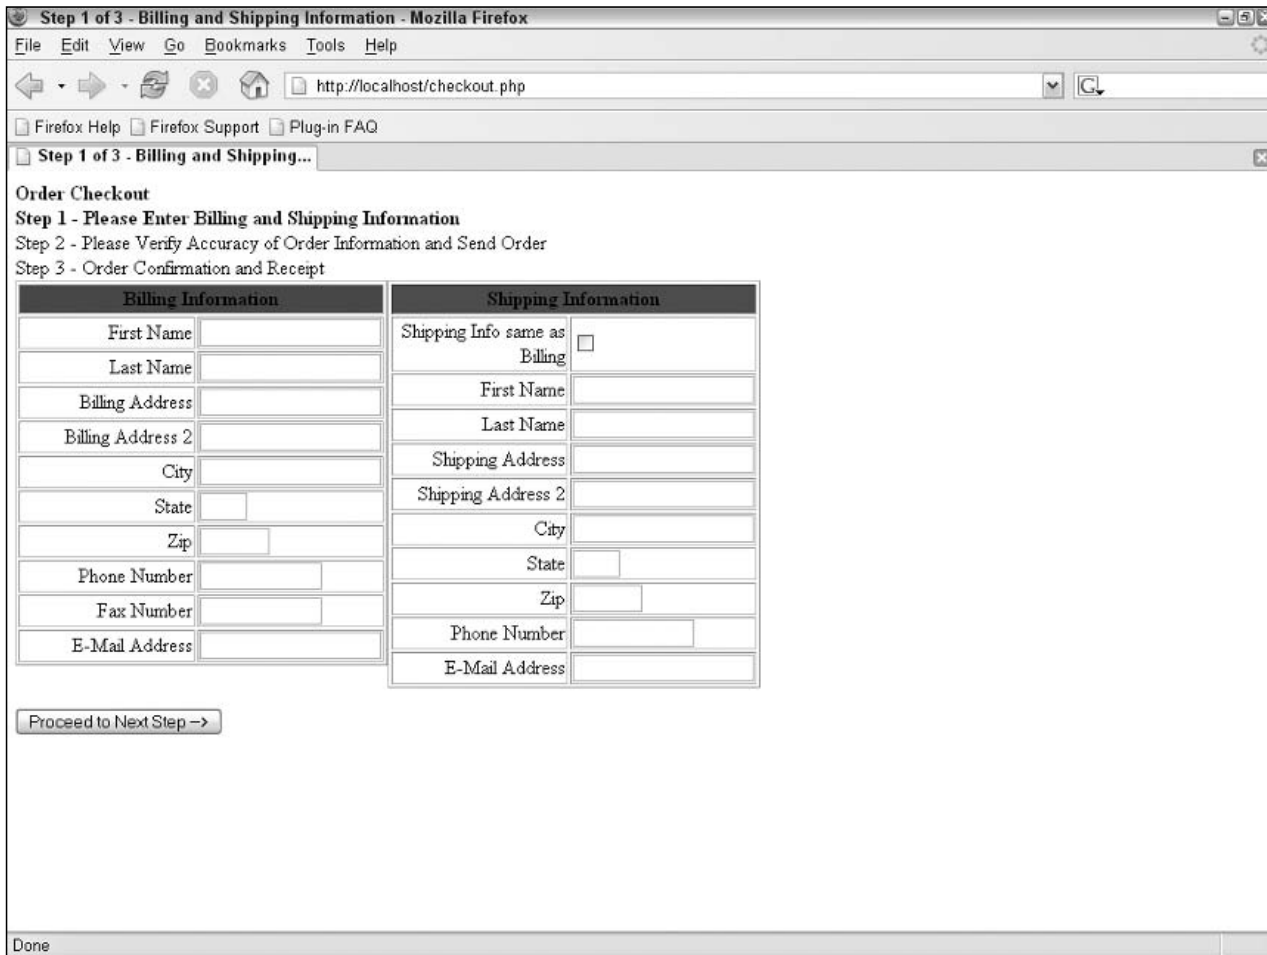 Step 1 of 3 - Billing and Shipping Information - Mozilla Firefox
File Edit View Go Bookmarks Tools Help
http://localhost/checkout.php
G
Firefox Help Firefox Support Plug-in FAQ
Step 1 of 3 - Billing and Shipping...
Order Checkout
Step 1 - Please Enter Billing and Shipping Information
Step 2 - Please Verify Accuracy of Order Information and Send Order
Step 3 - Order Confirmation and Receipt
Billing Information
First Name
Last Name
Billing Address
Billing Address 2
City
State
Zip
Phone Number
Fax Number
E-Mail Address
Shipping Information
Shipping Info same as
Billing
First Name
Last Name
Shipping Address
Shipping Address 2
City
State
Zip
Phone Number
E-Mail Address
Proceed to Next Step -->
Done